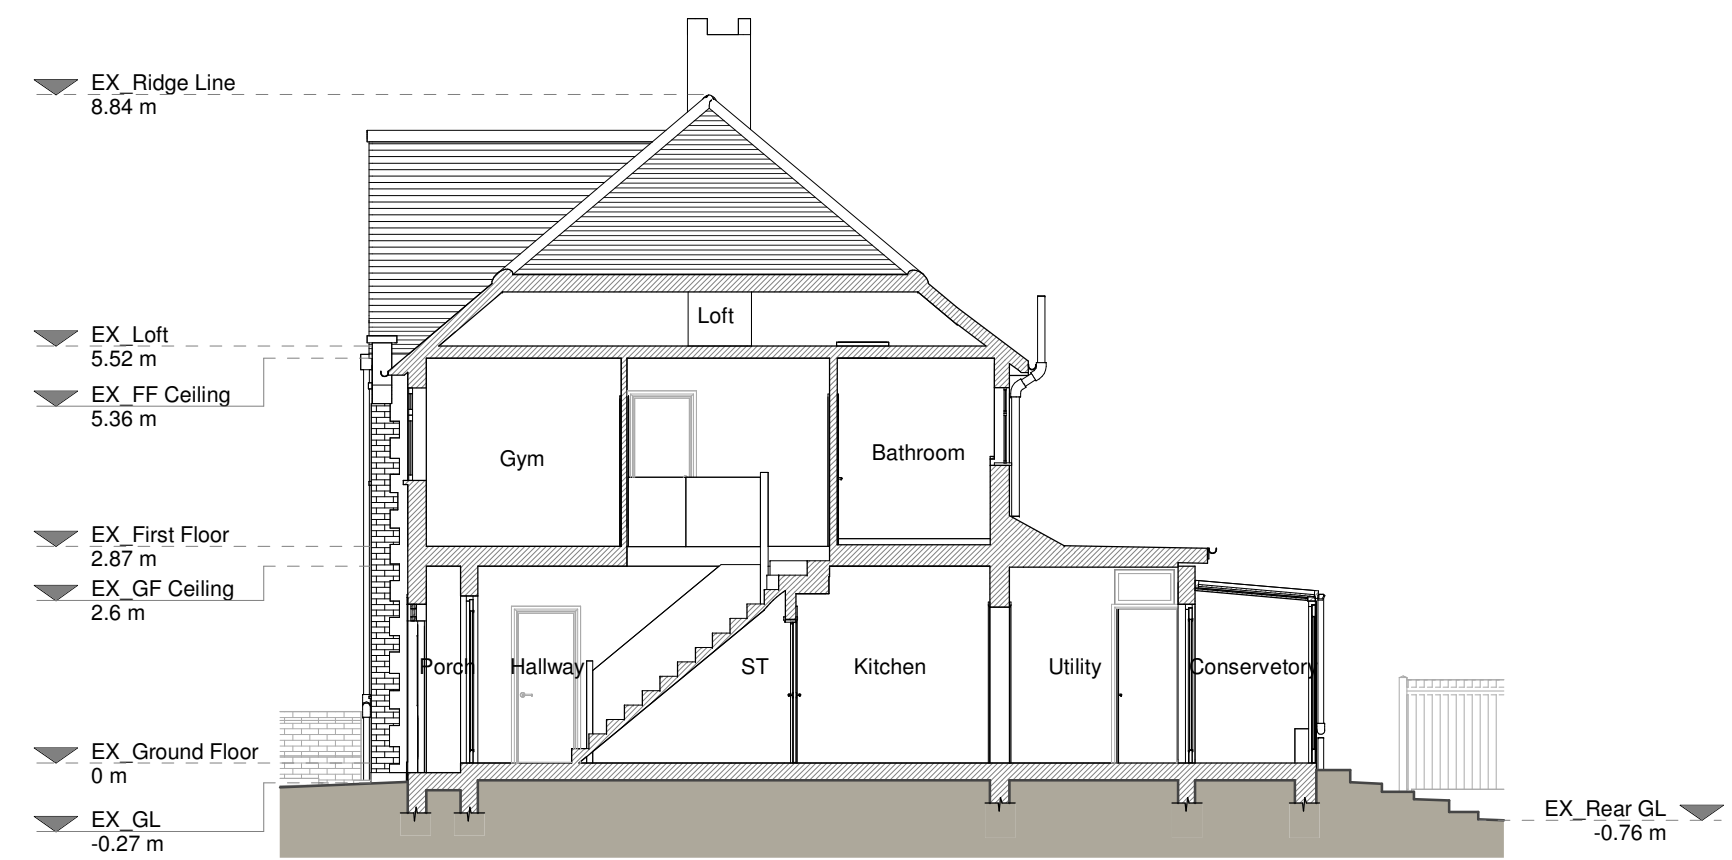 EX_Ridge Line
8.84 m
EX_Loft
5.52 m
EX_FF Ceiling
5.36 m
EX_First Floor
2.87 m
EX_GF Ceiling
2.6 m
EX_Ground Floor
0 m
EX_GL
-0.27 m
Loft
Gym
Bathroom
Porch
Hallway
ST
Kitchen
Utility
Conservetory
EX_Rear GL
-0.76 m